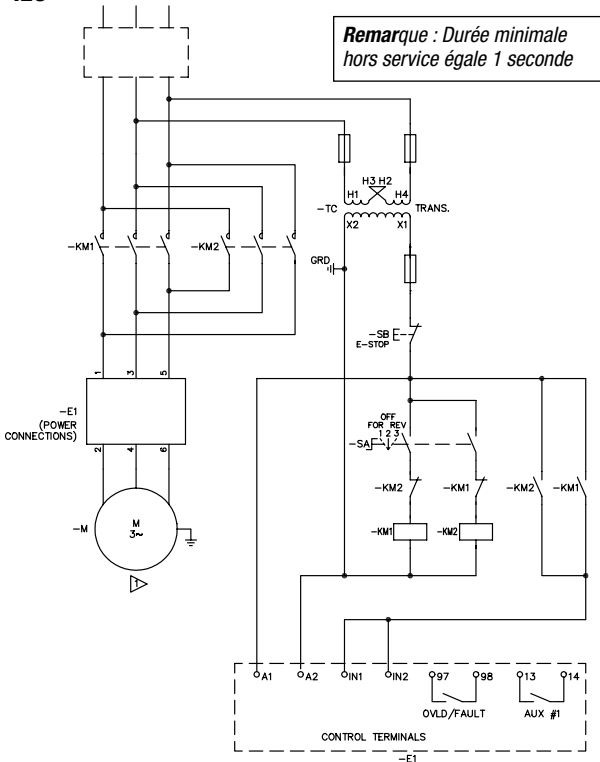 Remarque : Durée minimale
hors service égale 1 seconde
H3 H2
H1 H4
-TC TRANS.
X2 X1
-KM1 -KM2
GRD
-SB
E-STOP
1 3 5
-E1
(POWER
CONNECTIONS)
2 4 6
OFF
FOR REV
1 2 3
-SA
-KM2 -KM1 -KM2 -KM1
-M
M
3~
-KM1 -KM2
1
A1 A2 IN1 IN2 97 98 13 14
OVLD/FAULT AUX #1
CONTROL TERMINALS
-E1